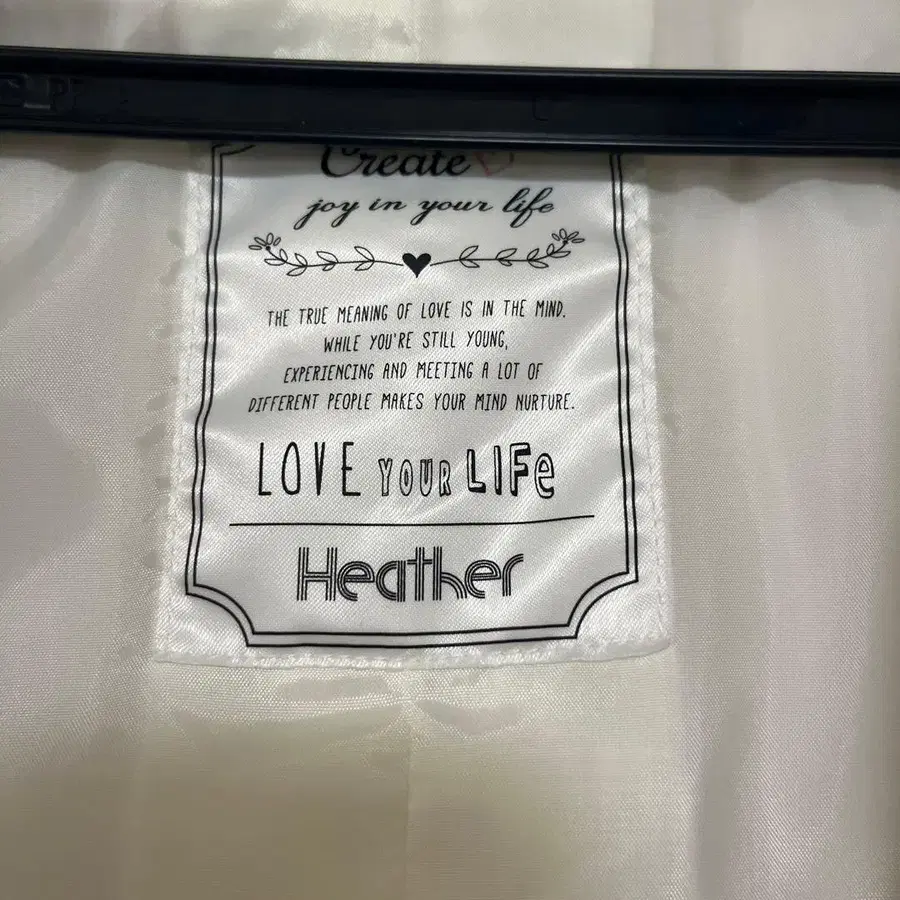 Create
joy in your life
THE TRUE MEANING OF LOVE IS IN THE MIND.
WHILE YOU'RE STILL YOUNG,
EXPERIENCING AND MEETING A LOT OF
DIFFERENT PEOPLE MAKES YOUR MIND NURTURE.
LOVE YOUR LIFe
Heather